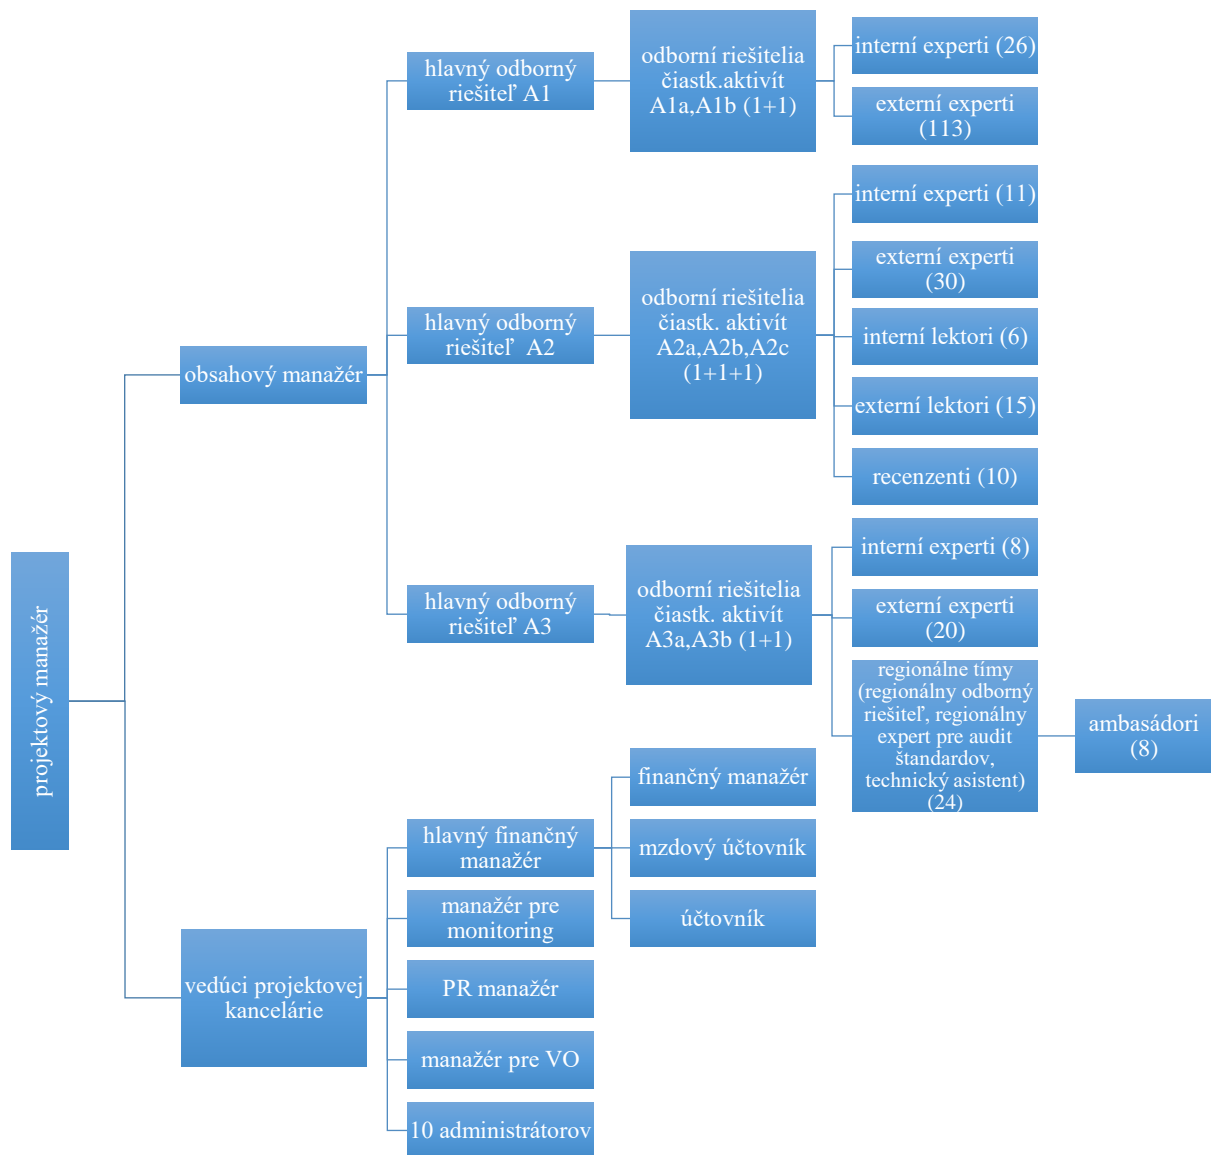 projektový manažér
obsahový manažér
hlavný odborný
riešiteľ A1
odborní riešitelia
čiastk.aktivít
A1a,A1b (1+1)
interní experti (26)
externí experti
(113)
hlavný odborný
riešiteľ  A2
odborní riešitelia
čiastk. aktivít
A2a,A2b,A2c
(1+1+1)
interní experti (11)
externí experti
(30)
interní lektori (6)
externí lektori (15)
recenzenti (10)
hlavný odborný
riešiteľ A3
odborní riešitelia
čiastk. aktivít
A3a,A3b (1+1)
interní experti (8)
externí experti
(20)
regionálne tímy
(regionálny odborný
riešiteľ, regionálny
expert pre audit
štandardov,
technický asistent)
(24)
ambasádori
(8)
vedúci projektovej
kancelárie
hlavný finančný
manažér
finančný manažér
mzdový účtovník
účtovník
manažér pre
monitoring
PR manažér
manažér pre VO
10 administrátorov